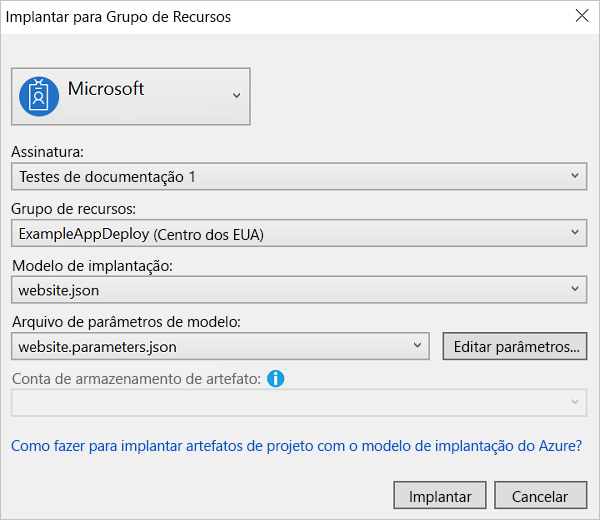 Implantar para Grupo de Recursos
Microsoft
Assinatura:
Testes de documentação 1
Grupo de recursos:
ExampleAppDeploy (Centro dos EUA)
Modelo de implantação:
website.json
Arquivo de parâmetros de modelo:
website.parameters.json
Editar parâmetros...
Conta de armazenamento de artefato:
Como fazer para implantar artefatos de projeto com o modelo de implantação do Azure?
Implantar
Cancelar